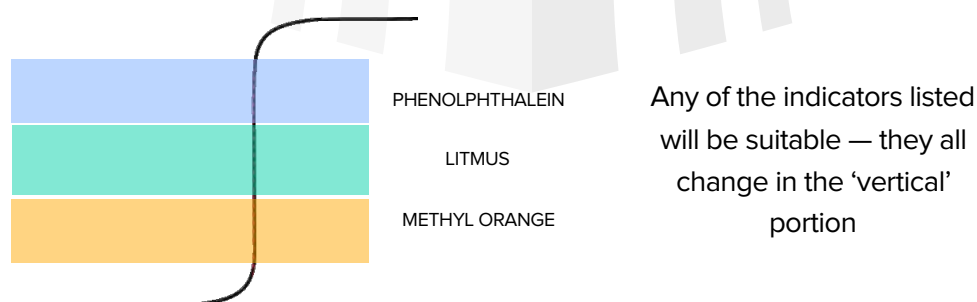 PHENOLPHTHALEIN
LITMUS
METHYL ORANGE
Any of the indicators listed
will be suitable — they all
change in the ‘vertical’
portion